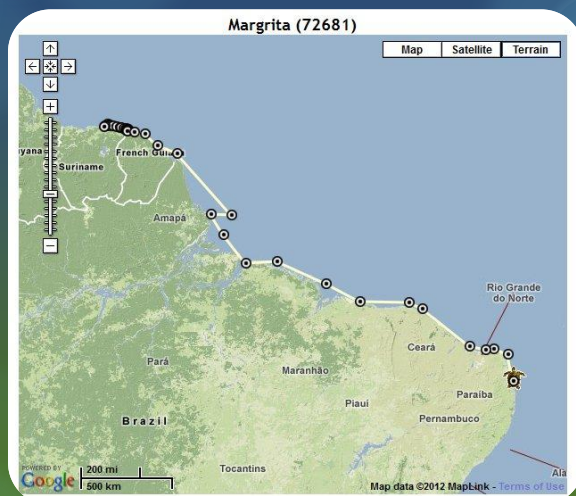 Margrita (72681)
Map Satellite Terrain
yana
Suriname
French Guiana
Amapá
Rio Grande
do Norte
Ceará
Pará
Maranhão
Paraíba
Piauí
Pernambuco
Brazil
Tocantins
Ala
POWERED BY
Google
200 mi
500 km
Map data ©2012 MapLink - Terms of Use